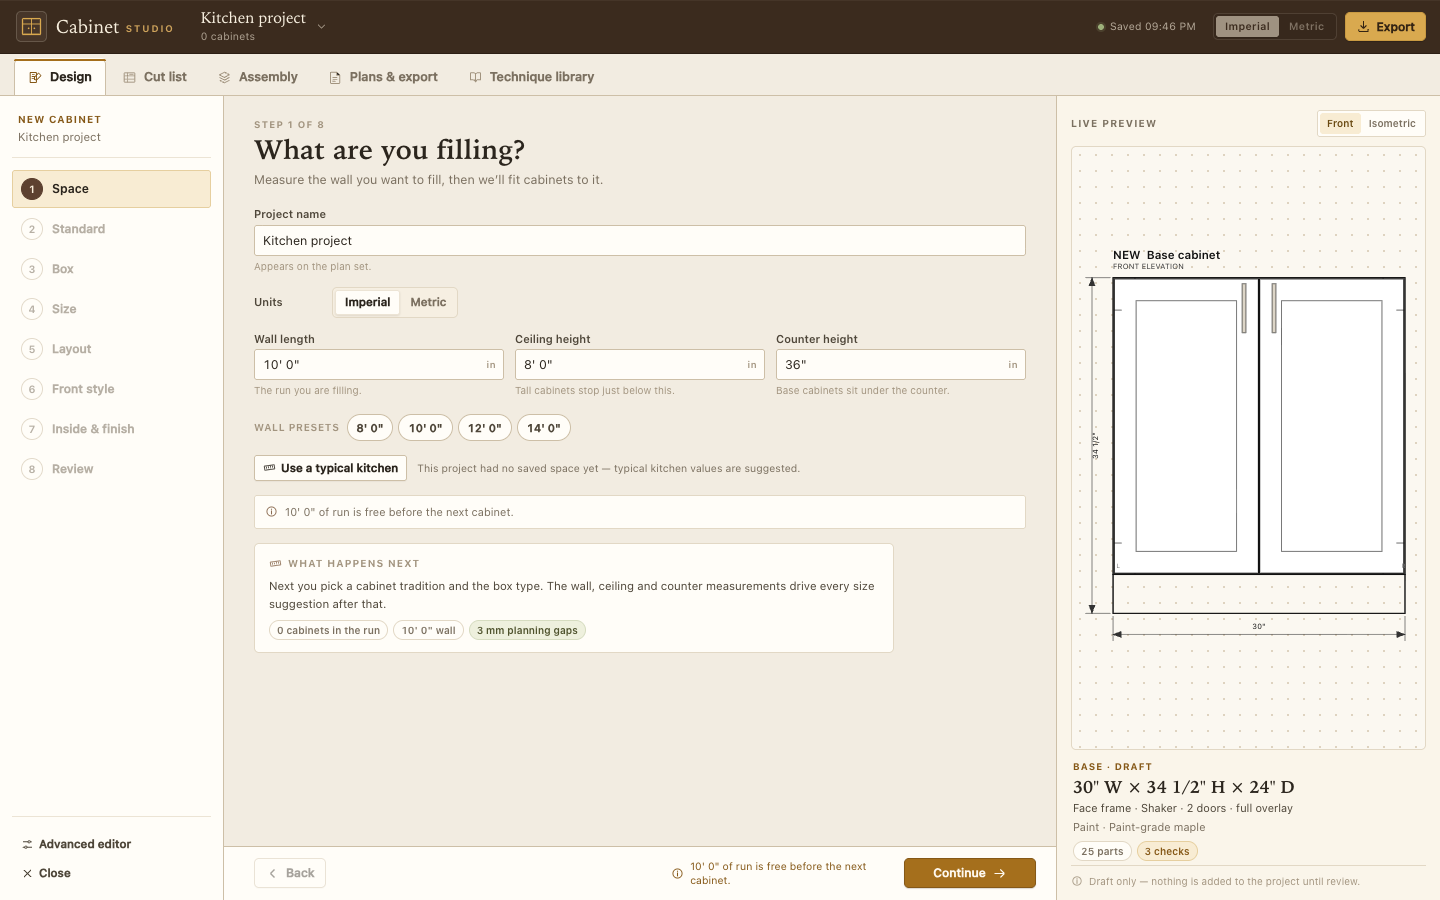 Cabinet STUDIO
Kitchen project
0 cabinets
Saved 09:46 PM
Imperial Metric
Export
Design
Cut list
Assembly
Plans & export
Technique library
NEW CABINET
Kitchen project
1 Space
2 Standard
3 Box
4 Size
5 Layout
6 Front style
7 Inside & finish
8 Review
Advanced editor
Close
STEP 1 OF 8
What are you filling?
Measure the wall you want to fill, then we'll fit cabinets to it.
Project name
Kitchen project
Appears on the plan set.
Units Imperial Metric
Wall length Ceiling height Counter height
10' 0" in 8' 0" in 36" in
The run you are filling. Tall cabinets stop just below this. Base cabinets sit under the counter.
WALL PRESETS 8' 0" 10' 0" 12' 0" 14' 0"
Use a typical kitchen This project had no saved space yet — typical kitchen values are suggested.
10' 0" of run is free before the next cabinet.
WHAT HAPPENS NEXT
Next you pick a cabinet tradition and the box type. The wall, ceiling and counter measurements drive every size
suggestion after that.
0 cabinets in the run 10' 0" wall 3 mm planning gaps
Back
10' 0" of run is free before the next
cabinet.
Continue
LIVE PREVIEW
Front Isometric
NEW Base cabinet
FRONT ELEVATION
34 1/2"
30"
BASE · DRAFT
30" W × 34 1/2" H × 24" D
Face frame · Shaker · 2 doors · full overlay
Paint · Paint-grade maple
25 parts 3 checks
Draft only — nothing is added to the project until review.